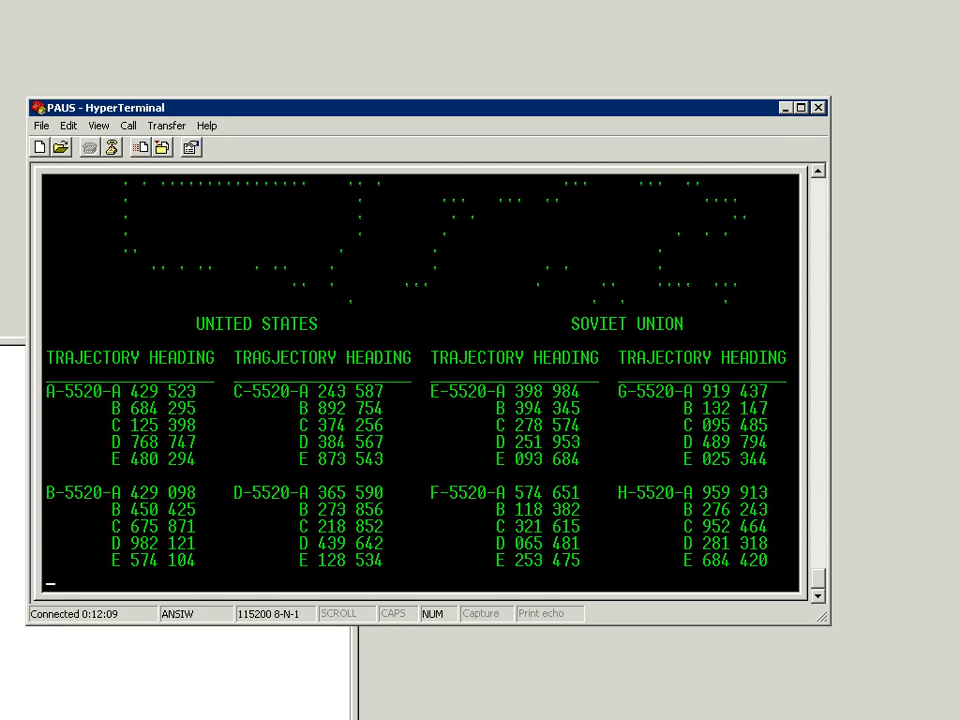 PAUS - HyperTerminal
File Edit View Call Transfer Help
UNITED STATES SOVIET UNION
TRAJECTORY HEADING TRAGJECTORY HEADING TRAJECTORY HEADING TRAJECTORY HEADING
A-5520-A 429 523 C-5520-A 243 587 E-5520-A 398 984 G-5520-A 919 437
B 684 295 B 892 754 B 394 345 B 132 147
C 125 398 C 374 256 C 278 574 C 095 485
D 768 747 D 384 567 D 251 953 D 489 794
E 480 294 E 873 543 E 093 684 E 025 344
B-5520-A 429 098 D-5520-A 365 590 F-5520-A 574 651 H-5520-A 959 913
B 450 425 B 273 856 B 118 382 B 276 243
C 675 871 C 218 852 C 321 615 C 952 464
D 982 121 D 439 642 D 065 481 D 281 318
E 574 104 E 128 534 E 253 475 E 684 420
Connected 0:12:09 ANSIW 115200 8-N-1 SCROLL CAPS NUM Capture Print echo